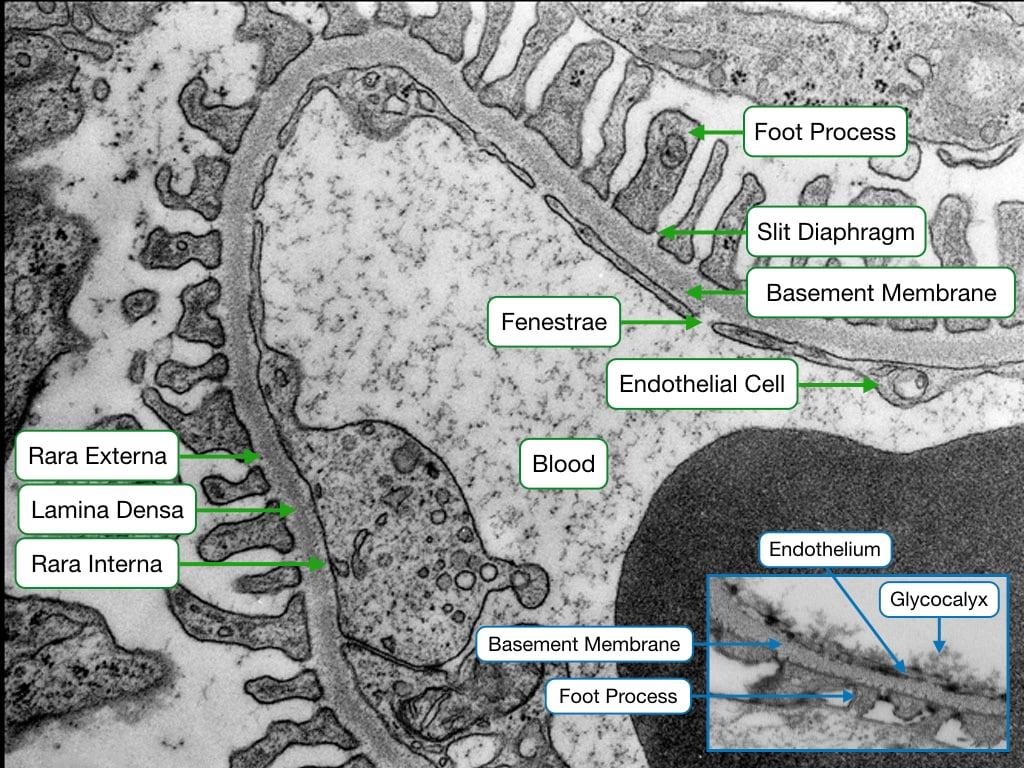 Foot Process
Slit Diaphragm
Basement Membrane
Fenestrae
Endothelial Cell
Rara Externa
Blood
Lamina Densa
Rara Interna
Endothelium
Glycocalyx
Basement Membrane
Foot Process